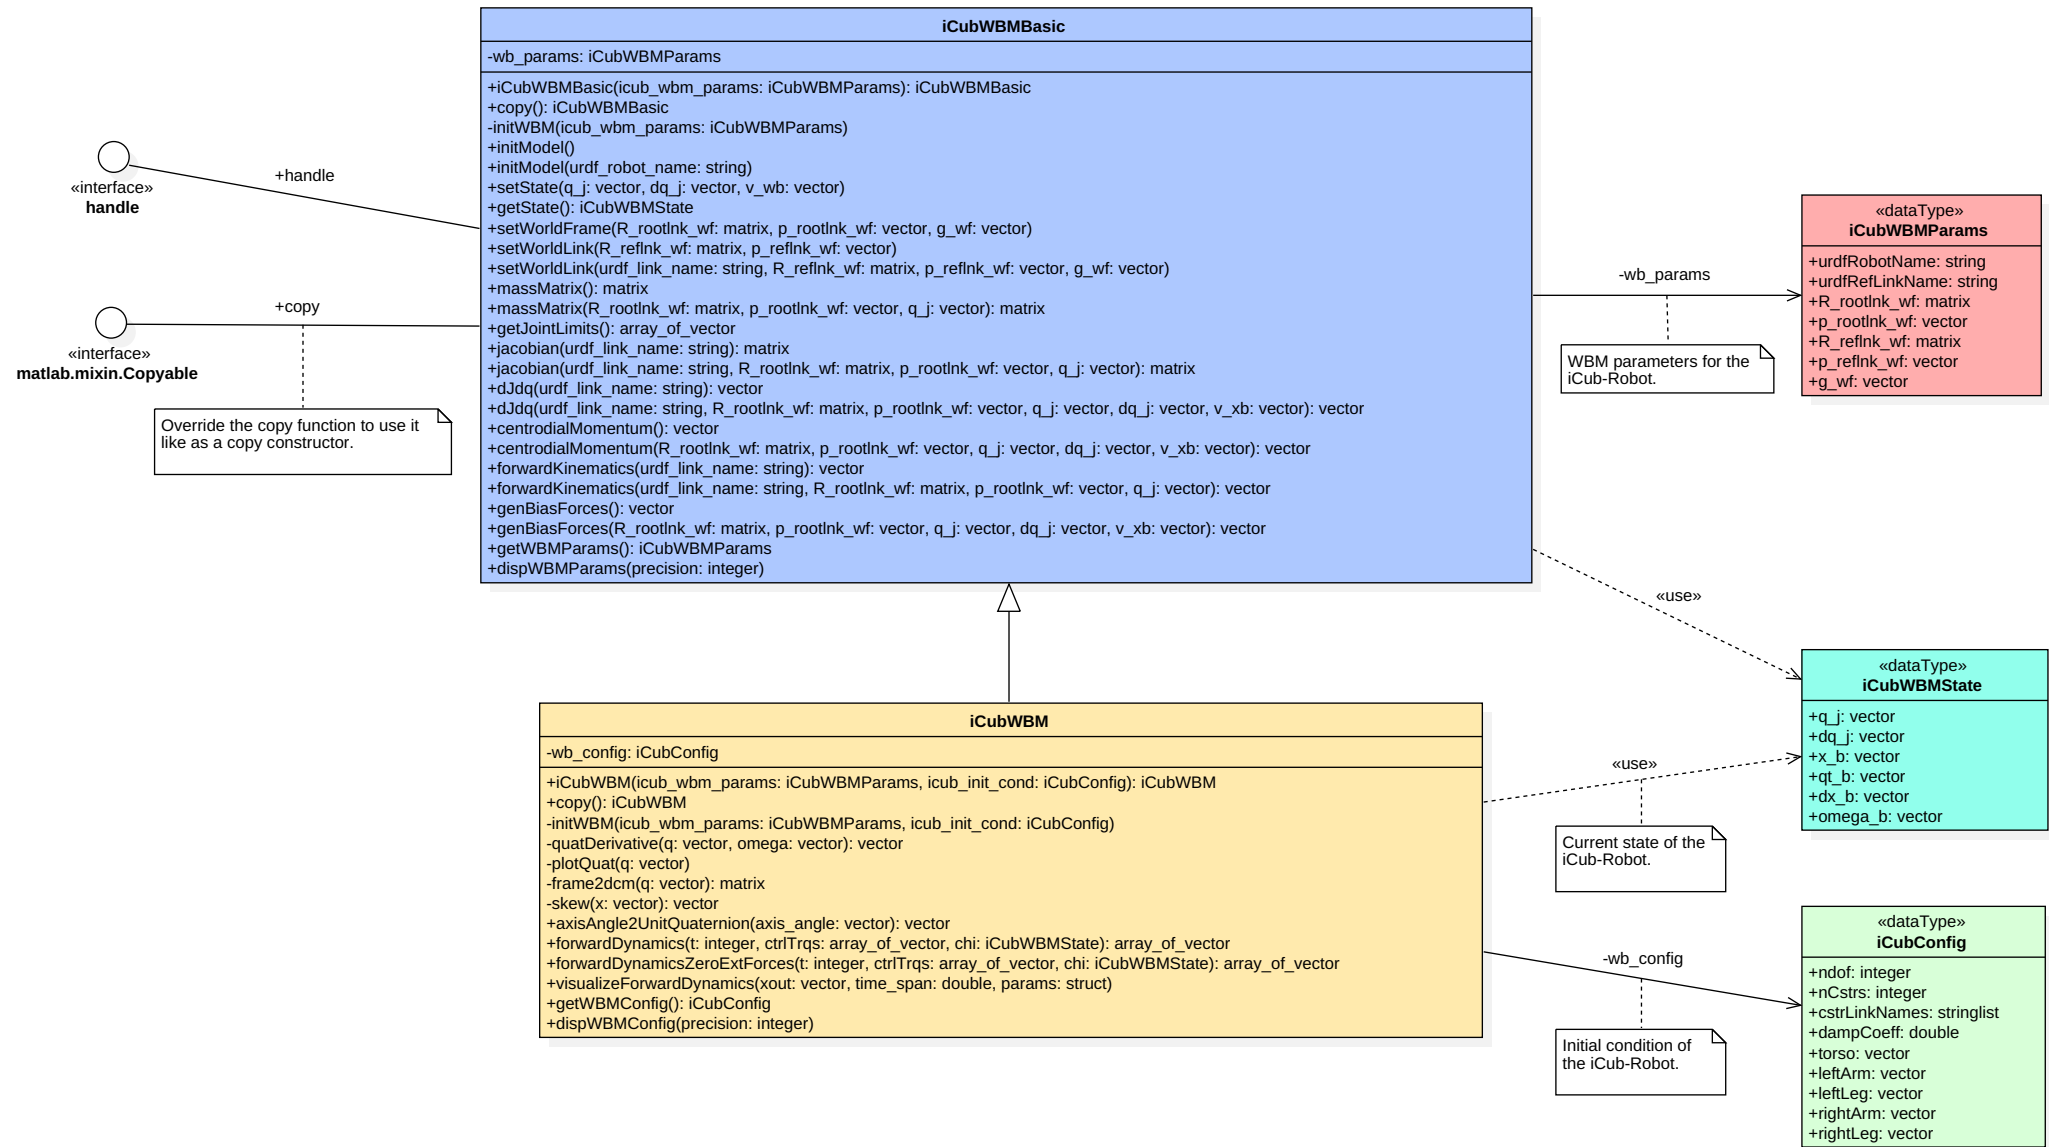 iCubWBMBasic
-wb_params: iCubWBMParams
+iCubWBMBasic(icub_wbm_params: iCubWBMParams): iCubWBMBasic
+copy(): iCubWBMBasic
-initWBM(icub_wbm_params: iCubWBMParams)
+initModel()
+initModel(urdf_robot_name: string)
+setState(q_j: vector, dq_j: vector, v_wb: vector)
+getState(): iCubWBMState
+setWorldFrame(R_rootlnk_wf: matrix, p_rootlnk_wf: vector, g_wf: vector)
+setWorldLink(R_reflnk_wf: matrix, p_reflnk_wf: vector)
+setWorldLink(urdf_link_name: string, R_reflnk_wf: matrix, p_reflnk_wf: vector, g_wf: vector)
+massMatrix(): matrix
+massMatrix(R_rootlnk_wf: matrix, p_rootlnk_wf: vector, q_j: vector): matrix
+getJointLimits(): array_of_vector
+jacobian(urdf_link_name: string): matrix
+jacobian(urdf_link_name: string, R_rootlnk_wf: matrix, p_rootlnk_wf: vector, q_j: vector): matrix
+dJdq(urdf_link_name: string): vector
+dJdq(urdf_link_name: string, R_rootlnk_wf: matrix, p_rootlnk_wf: vector, q_j: vector, dq_j: vector, v_xb: vector): vector
+centrodialMomentum(): vector
+centrodialMomentum(R_rootlnk_wf: matrix, p_rootlnk_wf: vector, q_j: vector, dq_j: vector, v_xb: vector): vector
+forwardKinematics(urdf_link_name: string): vector
+forwardKinematics(urdf_link_name: string, R_rootlnk_wf: matrix, p_rootlnk_wf: vector, q_j: vector): vector
+genBiasForces(): vector
+genBiasForces(R_rootlnk_wf: matrix, p_rootlnk_wf: vector, q_j: vector, dq_j: vector, v_xb: vector): vector
+getWBMParams(): iCubWBMParams
+dispWBMParams(precision: integer)
+handle
«interface»
handle
+copy
«interface»
matlab.mixin.Copyable
Override the copy function to use it
like as a copy constructor.
-wb_params
WBM parameters for the
iCub-Robot.
«dataType»
iCubWBMParams
+urdfRobotName: string
+urdfRefLinkName: string
+R_rootlnk_wf: matrix
+p_rootlnk_wf: vector
+R_reflnk_wf: matrix
+p_reflnk_wf: vector
+g_wf: vector
«use»
«dataType»
iCubWBMState
+q_j: vector
+dq_j: vector
+x_b: vector
+qt_b: vector
+dx_b: vector
+omega_b: vector
iCubWBM
-wb_config: iCubConfig
+iCubWBM(icub_wbm_params: iCubWBMParams, icub_init_cond: iCubConfig): iCubWBM
+copy(): iCubWBM
-initWBM(icub_wbm_params: iCubWBMParams, icub_init_cond: iCubConfig)
-quatDerivative(q: vector, omega: vector): vector
-plotQuat(q: vector)
-frame2dcm(q: vector): matrix
-skew(x: vector): vector
+axisAngle2UnitQuaternion(axis_angle: vector): vector
+forwardDynamics(t: integer, ctrlTrqs: array_of_vector, chi: iCubWBMState): array_of_vector
+forwardDynamicsZeroExtForces(t: integer, ctrlTrqs: array_of_vector, chi: iCubWBMState): array_of_vector
+visualizeForwardDynamics(xout: vector, time_span: double, params: struct)
+getWBMConfig(): iCubConfig
+dispWBMConfig(precision: integer)
«use»
Current state of the
iCub-Robot.
-wb_config
Initial condition of
the iCub-Robot.
«dataType»
iCubConfig
+ndof: integer
+nCstrs: integer
+cstrLinkNames: stringlist
+dampCoeff: double
+torso: vector
+leftArm: vector
+leftLeg: vector
+rightArm: vector
+rightLeg: vector